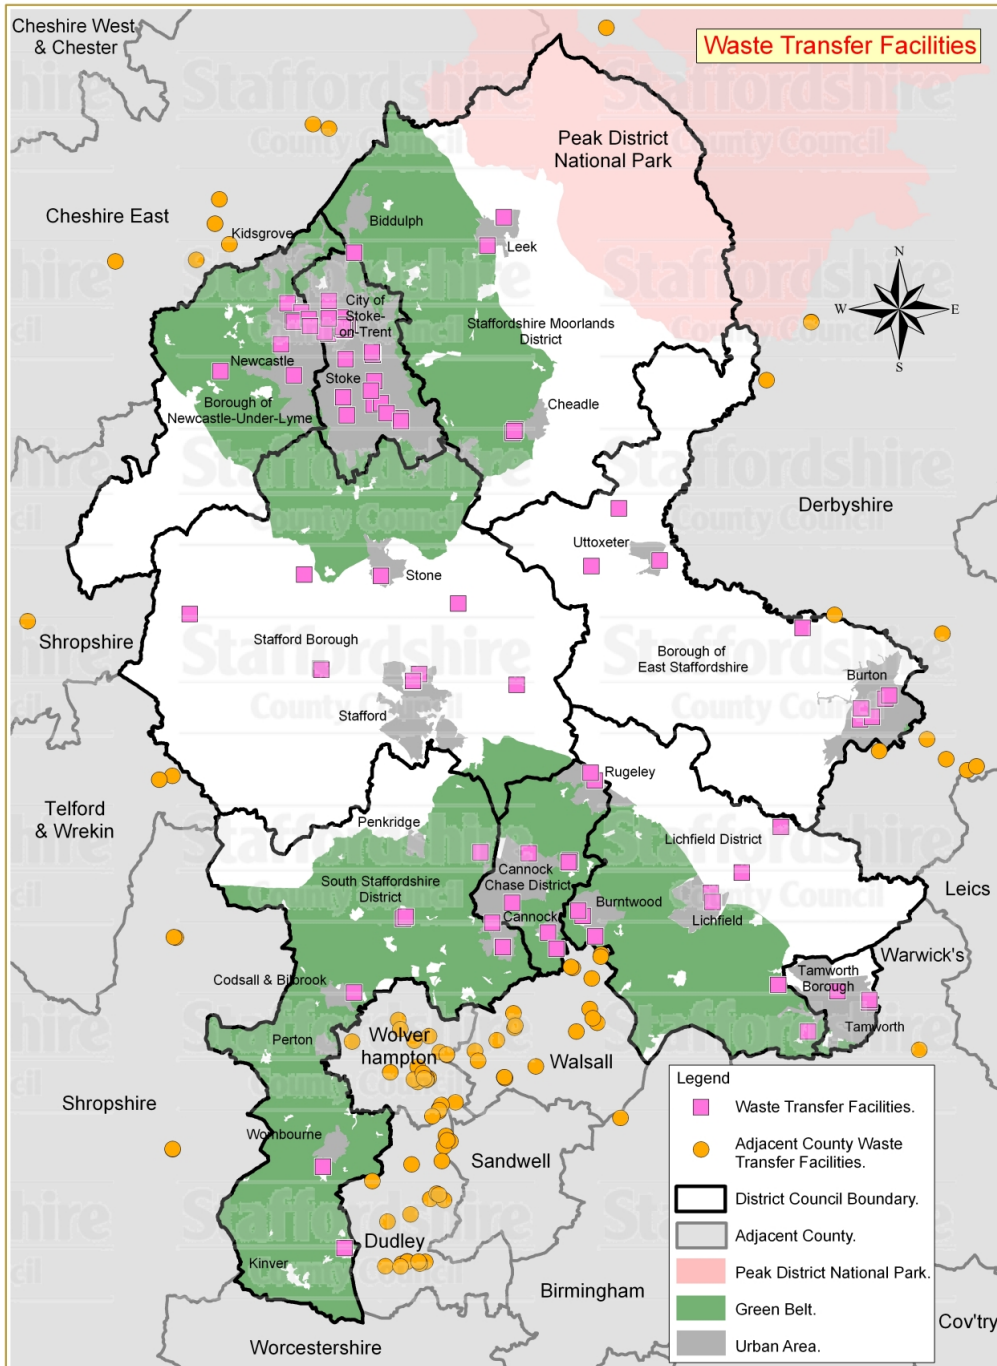 Cheshire West
& Chester
Waste Transfer Facilities
Peak District
National Park
Cheshire East
Biddulph
Kidsgrove
Leek
N
W
E
S
City of
Stoke-
on-Trent
Staffordshire Moorlands
District
Newcastle
Stoke
Borough of
Newcastle-Under-Lyme
Cheadle
Derbyshire
Uttoxeter
Stone
Shropshire
Stafford Borough
Borough of
East Staffordshire
Burton
Stafford
Rugeley
Telford
& Wrekin
Penkridge
Lichfield District
Cannock
Chase District
South Staffordshire
District
Leics
Burntwood
Cannock
Lichfield
Warwick's
Codsall & Bilbrook
Tamworth
Borough
Tamworth
Perton
Wolver
hampton
Walsall
Shropshire
Wombourne
Sandwell
Dudley
Kinver
Birmingham
Worcestershire
Cov'try
Legend
Waste Transfer Facilities.
Adjacent County Waste
Transfer Facilities.
District Council Boundary.
Adjacent County.
Peak District National Park.
Green Belt.
Urban Area.
Staffordshire
County Council